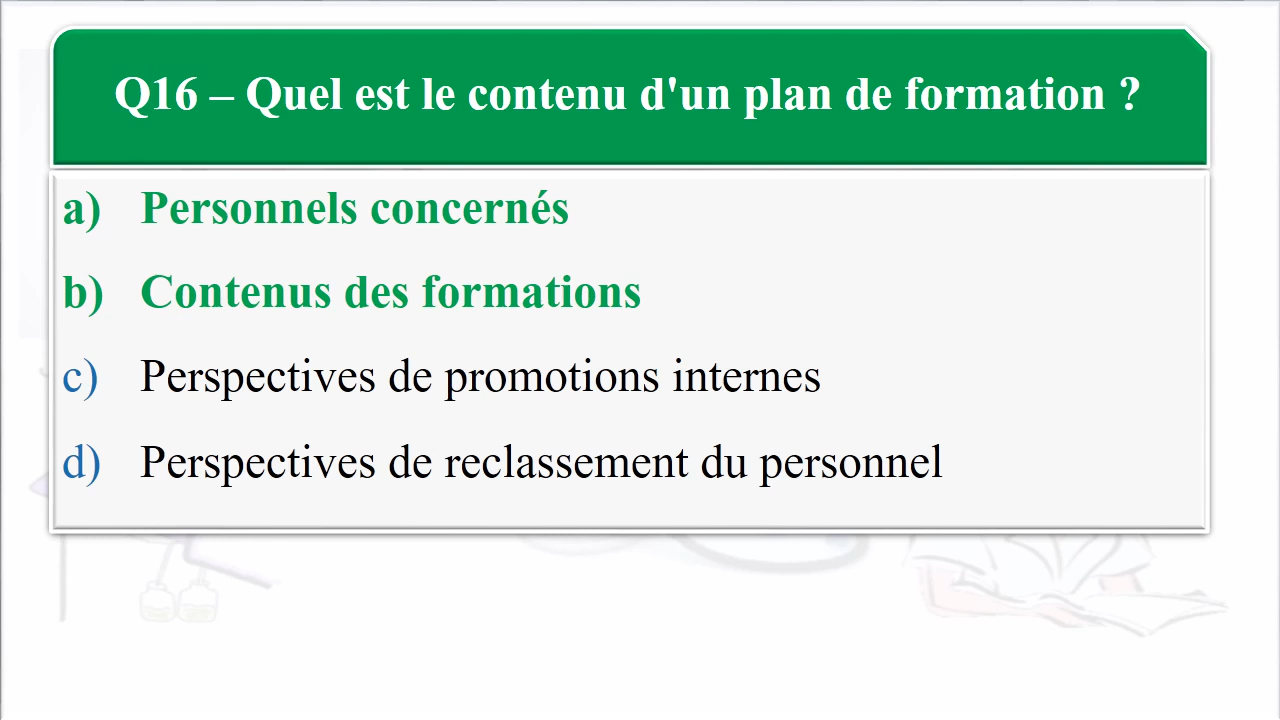 Q16 – Quel est le contenu d'un plan de formation ?
a) Personnels concernés
b) Contenus des formations
c) Perspectives de promotions internes
d) Perspectives de reclassement du personnel